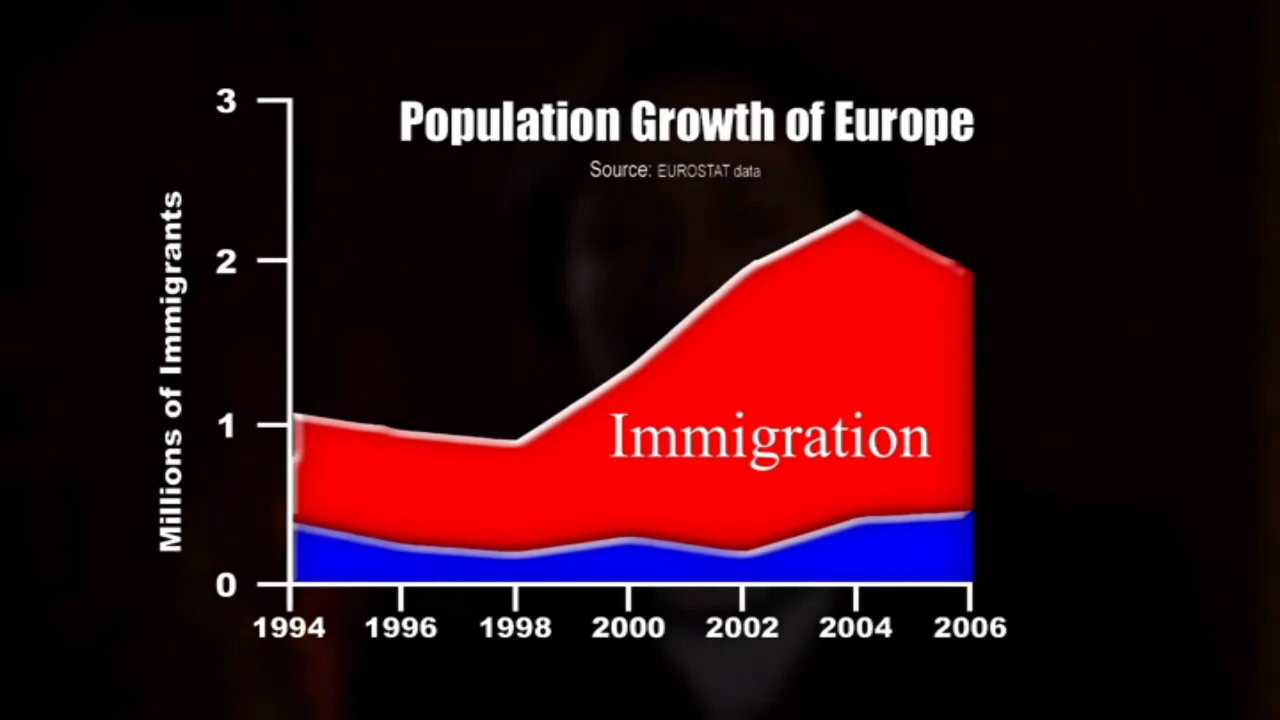 Population Growth of Europe
Source: EUROSTAT data
Millions of Immigrants
3
2
1
0
Immigration
1994 1996 1998 2000 2002 2004 2006